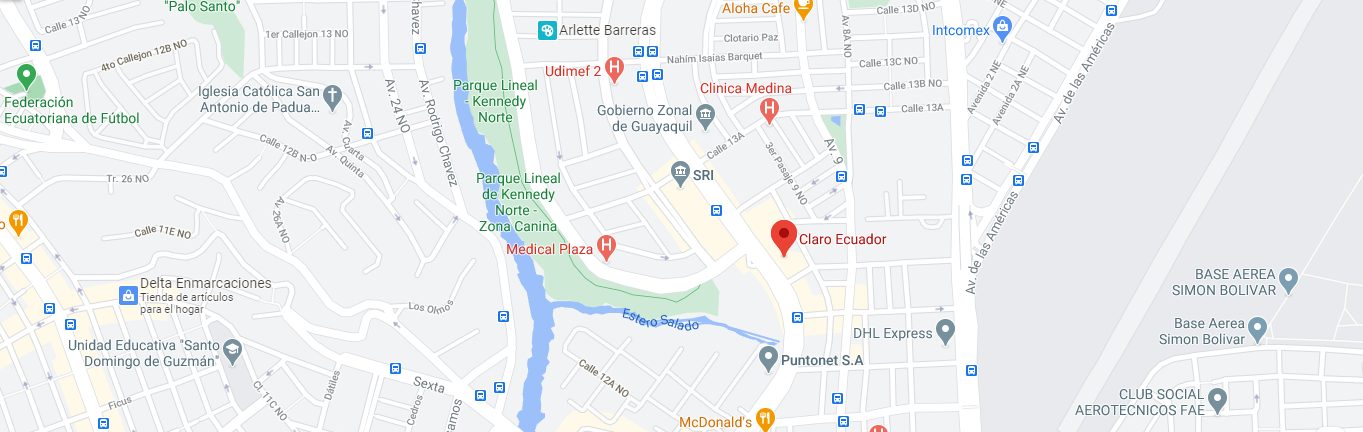 "Palo Santo"
Calle 13 NO
4to Callejon 12B NO
1er Callejon 13 NO
Federación
Ecuatoriana de Fútbol
Iglesia Católica San
Antonio de Padua...
Av. 24 NO
Av. Rodrigo Chavez
Chavez
Av. Cuarta
Av. Quinta
Calle 12B N-O
Tr. 26 NO
Av 26A NO
Calle 11E NO
Delta Enmarcaciones
Tienda de artículos
para el hogar
Los Olmos
Unidad Educativa "Santo
Domingo de Guzmán"
Ficus
CL 11C NO
Dátiles
Cedros
Sexta
Arlette Barreras
Udimef 2
Parque Lineal
- Kennedy
Norte
Parque Lineal
de Kennedy
Norte -
Zona Canina
Medical Plaza
Gobierno Zonal
de Guayaquil
SRI
Estero Salado
Calle 12A NO
Puntonet S.A
McDonald's
Aloha Cafe
Clotario Paz
Nahim Isaias Barquet
Clinica Medina
Calle 13A
3er Pasaje 9 NO
Av. 9
Av 8A NO
Calle 13C NO
Calle 13B NO
Calle 13A
Claro Ecuador
DHL Express
Intcomex
Avenida 2 NE
Avenida 2A NE
Av. de las Américas
Av. de las Américas
BASE AEREA
SIMON BOLIVAR
Base Aerea
Simon Bolivar
CLUB SOCIAL
AEROTECNICOS FAE